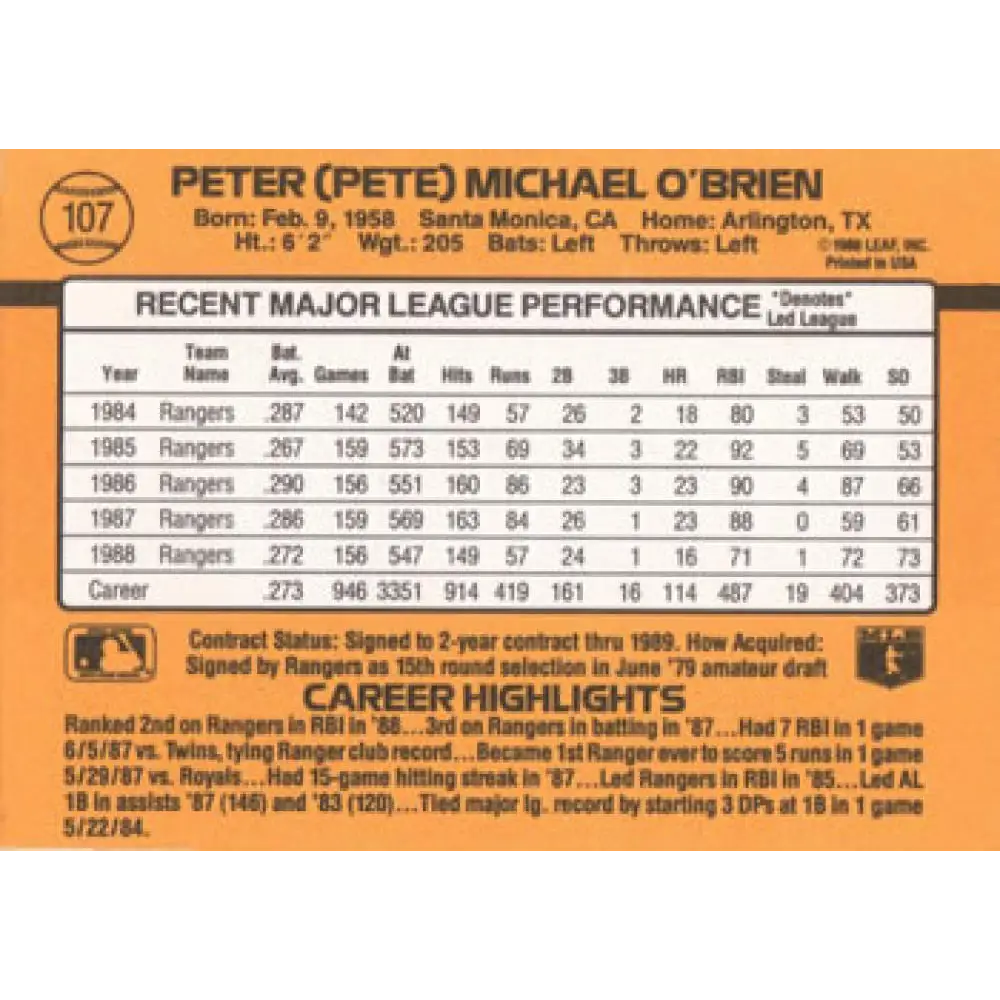 107
PETER (PETE) MICHAEL O'BRIEN
Born: Feb. 9, 1958 Santa Monica, CA Home: Arlington, TX
Ht.: 6'2" Wgt.: 205 Bats: Left Throws: Left
© 1988 LEAF, INC.
Printed in USA
RECENT MAJOR LEAGUE PERFORMANCE "Denotes" Led League
Year Team Name Bat. Avg. Games At Bat Hits Runs 2B 3B HR RBI Steal Walk SO
1984 Rangers .287 142 520 149 57 26 2 18 80 3 53 50
1985 Rangers .267 159 573 153 69 34 3 22 92 5 69 53
1986 Rangers .290 156 551 160 86 23 3 23 90 4 87 66
1987 Rangers .286 159 569 163 84 26 1 23 88 0 59 61
1988 Rangers .272 156 547 149 57 24 1 16 71 1 72 73
Career .273 946 3351 914 419 161 16 114 487 19 404 373
Contract Status: Signed to 2-year contract thru 1989. How Acquired:
Signed by Rangers as 15th round selection in June '79 amateur draft
CAREER HIGHLIGHTS
Ranked 2nd on Rangers in RBI in '88...3rd on Rangers in batting in '87...Had 7 RBI in 1 game
6/5/87 vs. Twins, tying Ranger club record...Became 1st Ranger ever to score 5 runs in 1 game
5/29/87 vs. Royals...Had 15-game hitting streak in '87...Led Rangers in RBI in '85...Led AL
1B in assists '87 (146) and '83 (120)...Tied major lg. record by starting 3 DPs at 1B in 1 game
5/22/84.